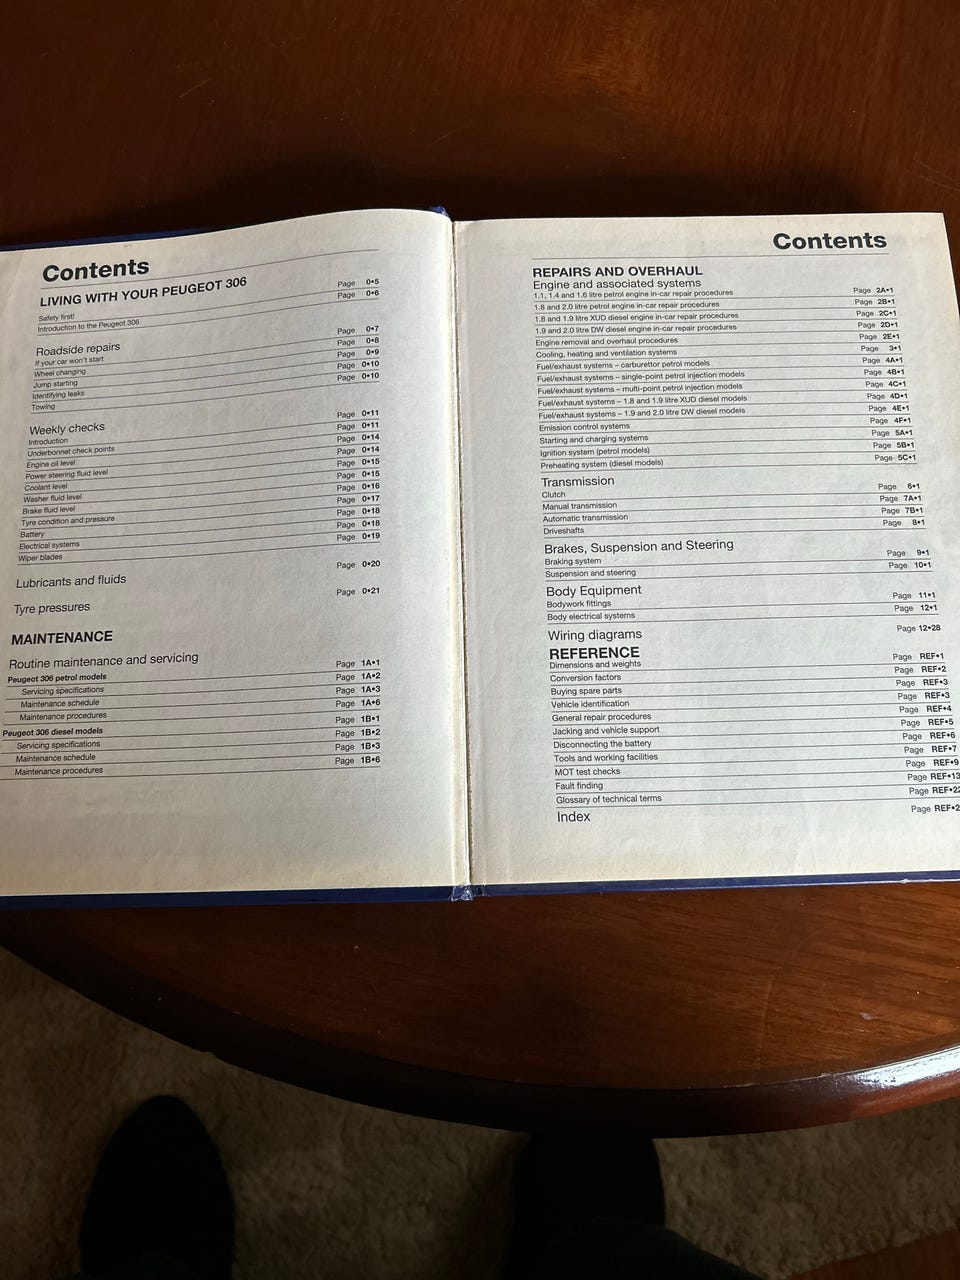 Contents
LIVING WITH YOUR PEUGEOT 306
Safety first! Page 0•5
Introduction to the Peugeot 306 Page 0•6
Roadside repairs
If your car won't start Page 0•7
Wheel changing Page 0•8
Jump starting Page 0•9
Identifying leaks Page 0•10
Towing Page 0•10
Weekly checks
Introduction Page 0•11
Underbonnet check points Page 0•11
Engine oil level Page 0•14
Power steering fluid level Page 0•14
Coolant level Page 0•15
Washer fluid level Page 0•15
Brake fluid level Page 0•16
Tyre condition and pressure Page 0•17
Battery Page 0•18
Electrical systems Page 0•18
Wiper blades Page 0•19
Lubricants and fluids Page 0•20
Tyre pressures Page 0•21
MAINTENANCE
Routine maintenance and servicing
Peugeot 306 petrol models Page 1A•1
Servicing specifications Page 1A•2
Maintenance schedule Page 1A•3
Maintenance procedures Page 1A•6
Peugeot 306 diesel models Page 1B•1
Servicing specifications Page 1B•2
Maintenance schedule Page 1B•3
Maintenance procedures Page 1B•6
Contents
REPAIRS AND OVERHAUL
Engine and associated systems
1.1, 1.4 and 1.6 litre petrol engine in-car repair procedures Page 2A•1
1.8 and 2.0 litre petrol engine in-car repair procedures Page 2B•1
1.8 and 1.9 litre XUD diesel engine in-car repair procedures Page 2C•1
1.9 and 2.0 litre DW diesel engine in-car repair procedures Page 2D•1
Engine removal and overhaul procedures Page 2E•1
Cooling, heating and ventilation systems Page 3•1
Fuel/exhaust systems – carburettor petrol models Page 4A•1
Fuel/exhaust systems – single-point petrol injection models Page 4B•1
Fuel/exhaust systems – multi-point petrol injection models Page 4C•1
Fuel/exhaust systems – 1.8 and 1.9 litre XUD diesel models Page 4D•1
Fuel/exhaust systems – 1.9 and 2.0 litre DW diesel models Page 4E•1
Emission control systems Page 4F•1
Starting and charging systems Page 5A•1
Ignition system (petrol models) Page 5B•1
Preheating system (diesel models) Page 5C•1
Transmission
Clutch Page 6•1
Manual transmission Page 7A•1
Automatic transmission Page 7B•1
Driveshafts Page 8•1
Brakes, Suspension and Steering
Braking system Page 9•1
Suspension and steering Page 10•1
Body Equipment
Bodywork fittings Page 11•1
Body electrical systems Page 12•1
Wiring diagrams Page 12•28
REFERENCE
Dimensions and weights Page REF•1
Conversion factors Page REF•2
Buying spare parts Page REF•3
Vehicle identification Page REF•3
General repair procedures Page REF•4
Jacking and vehicle support Page REF•5
Disconnecting the battery Page REF•6
Tools and working facilities Page REF•7
MOT test checks Page REF•9
Fault finding Page REF•13
Glossary of technical terms Page REF•22
Index Page REF•2